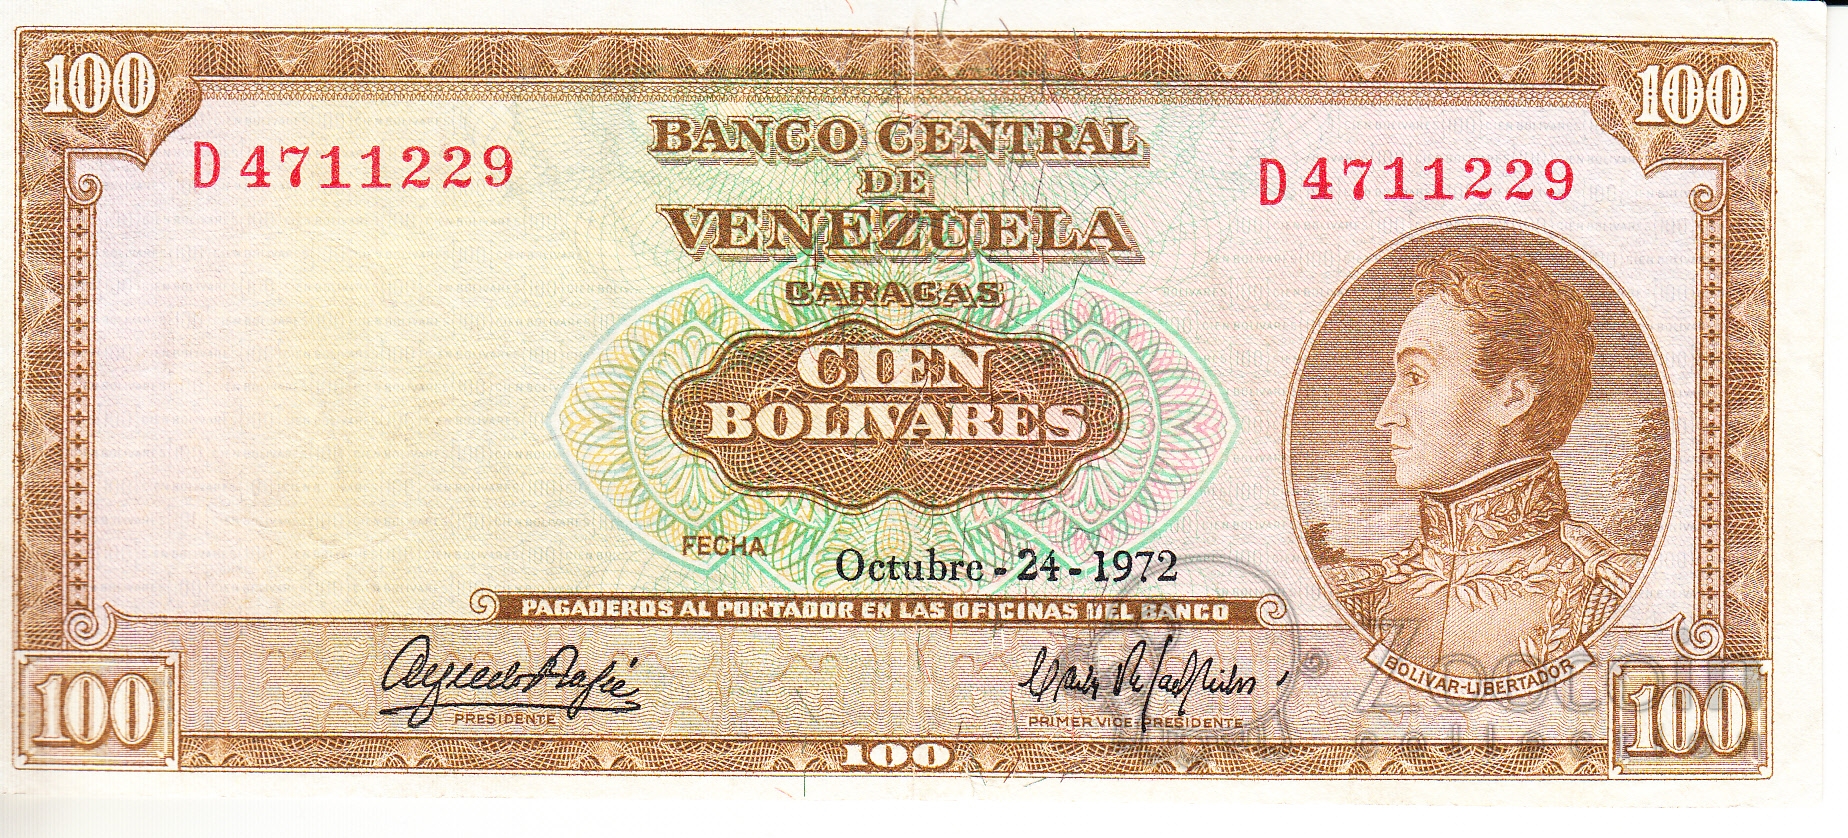 100
100
D 4711229
D 4711229
BANCO CENTRAL
DE
VENEZUELA
CARACAS
CIEN
BOLIVARES
FECHA Octubre - 24 - 1972
PAGADEROS AL PORTADOR EN LAS OFICINAS DEL BANCO
BOLIVAR-LIBERTADOR
PRESIDENTE
PRIMER VICE-PRESIDENTE
100
100
100